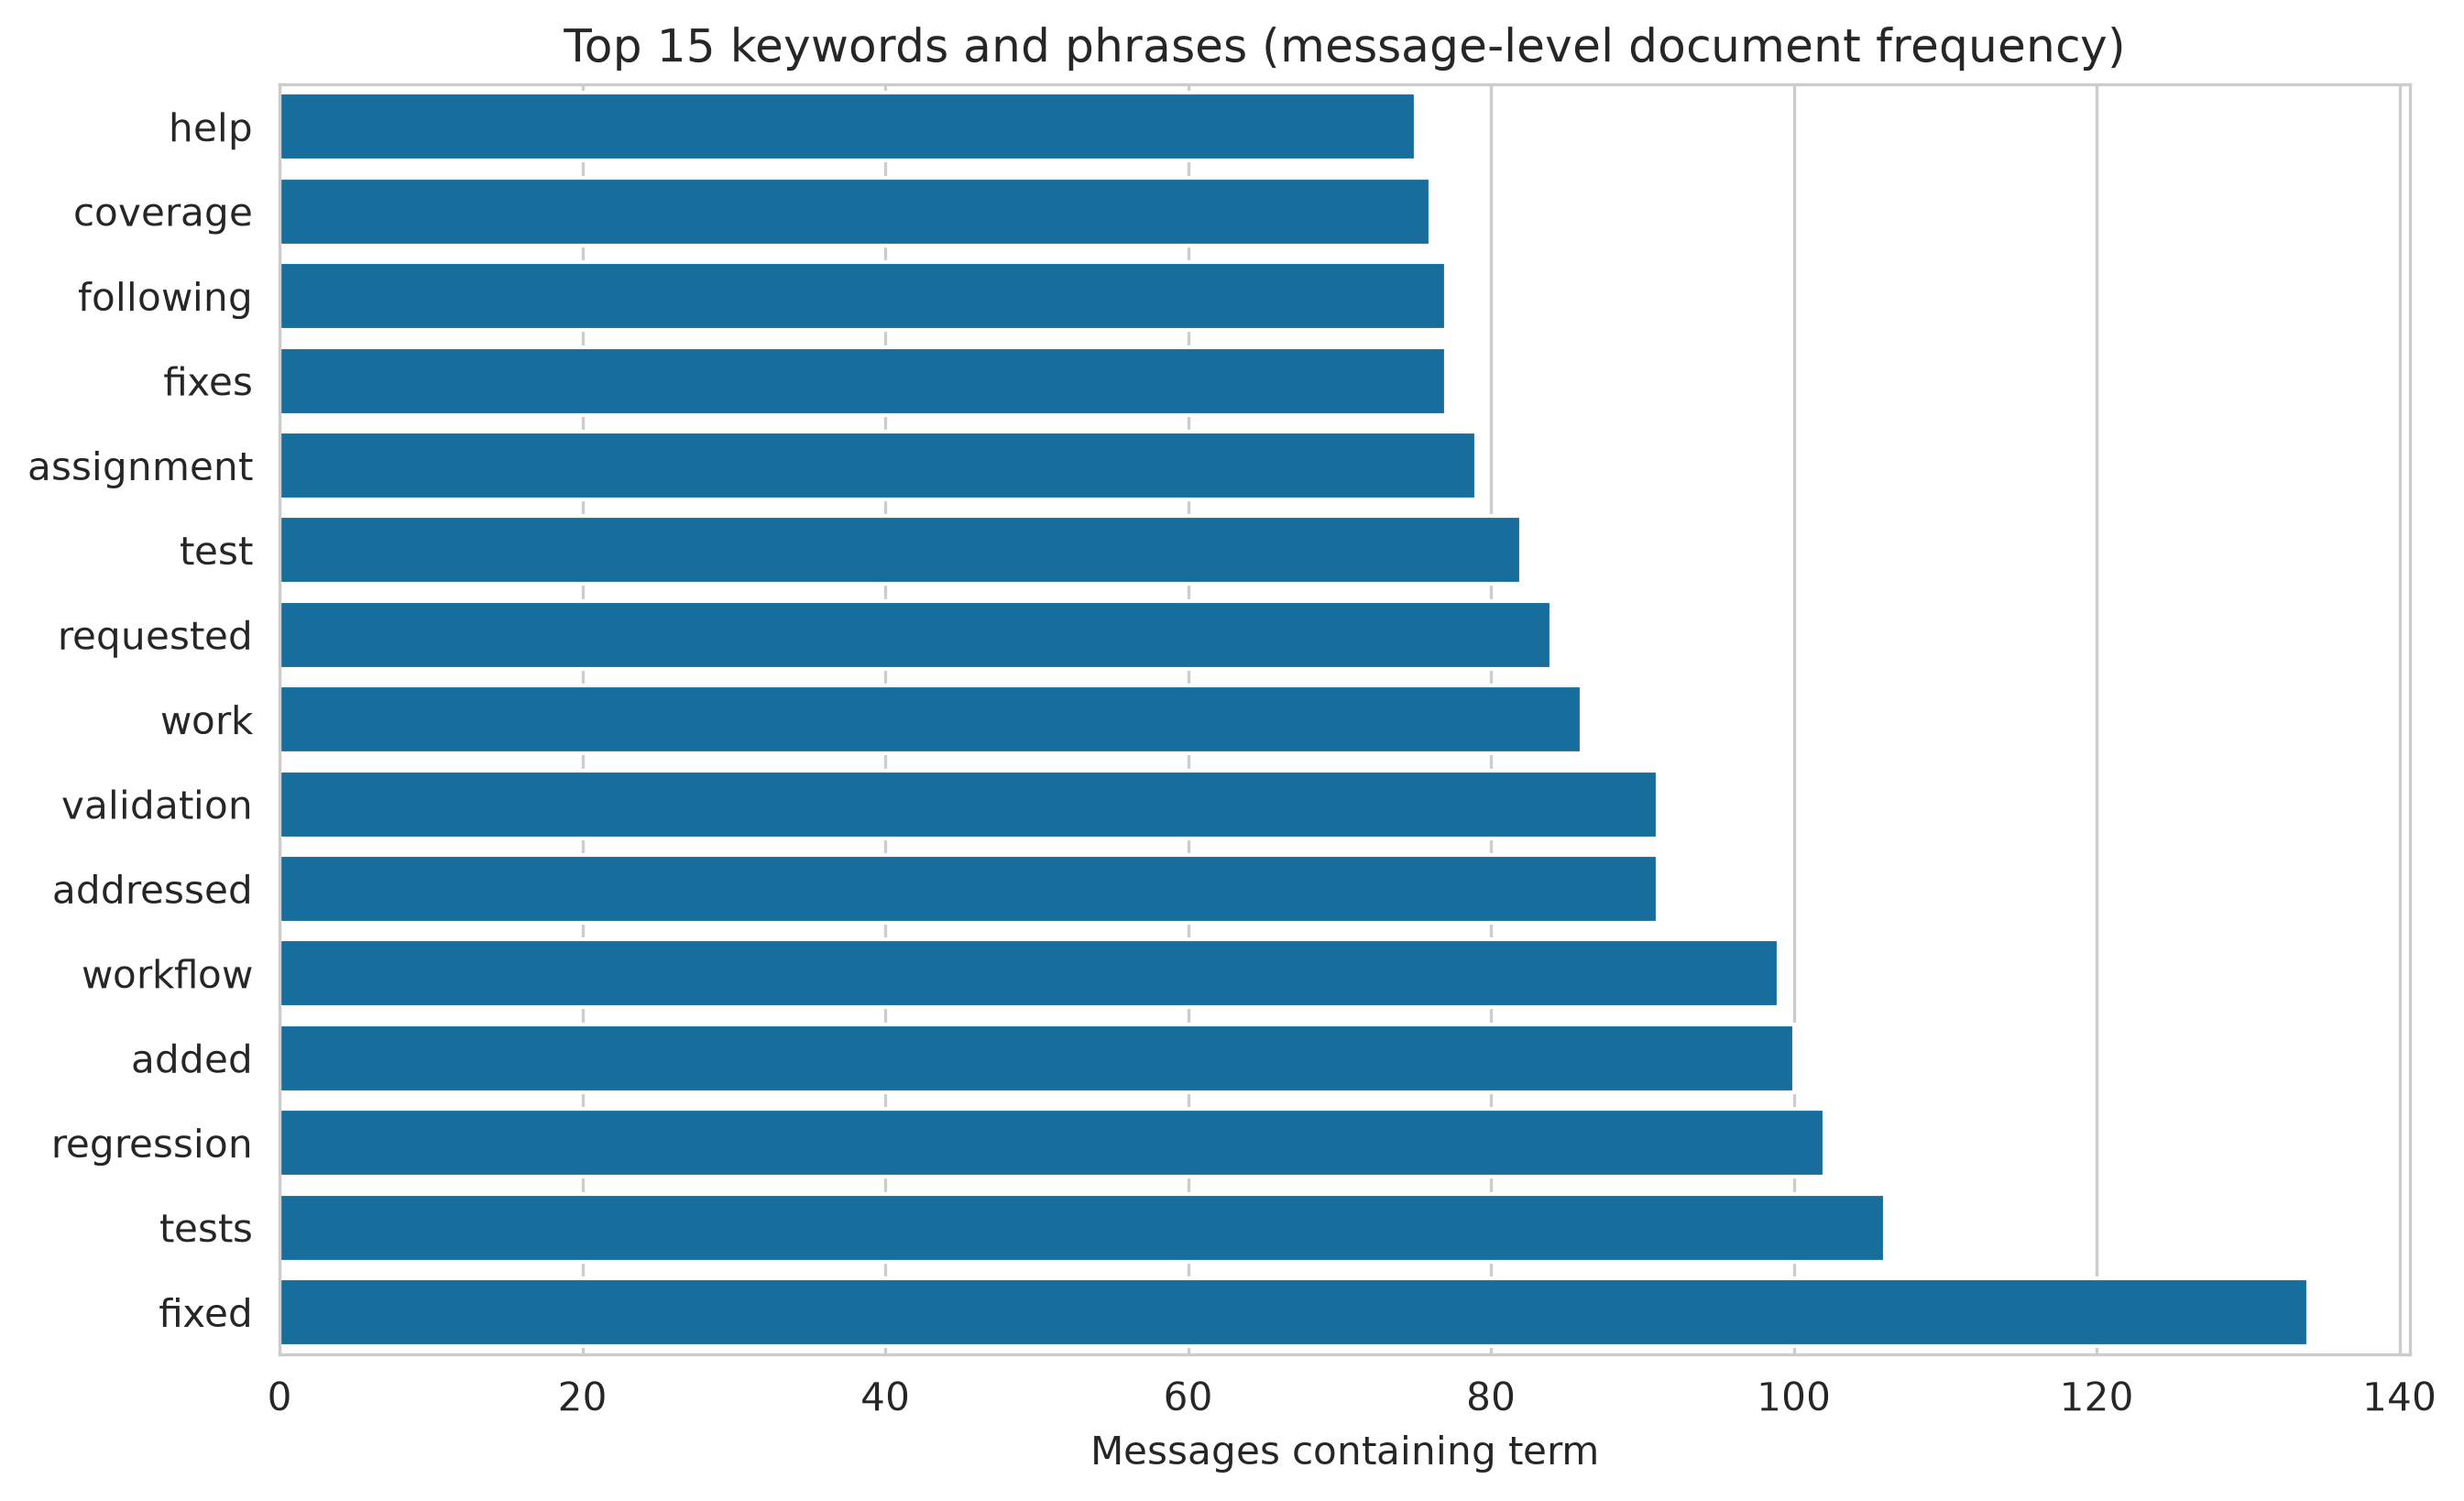 Top 15 keywords and phrases (message-level document frequency)
help
coverage
following
fixes
assignment
test
requested
work
validation
addressed
workflow
added
regression
tests
fixed
0 20 40 60 80 100 120 140
Messages containing term